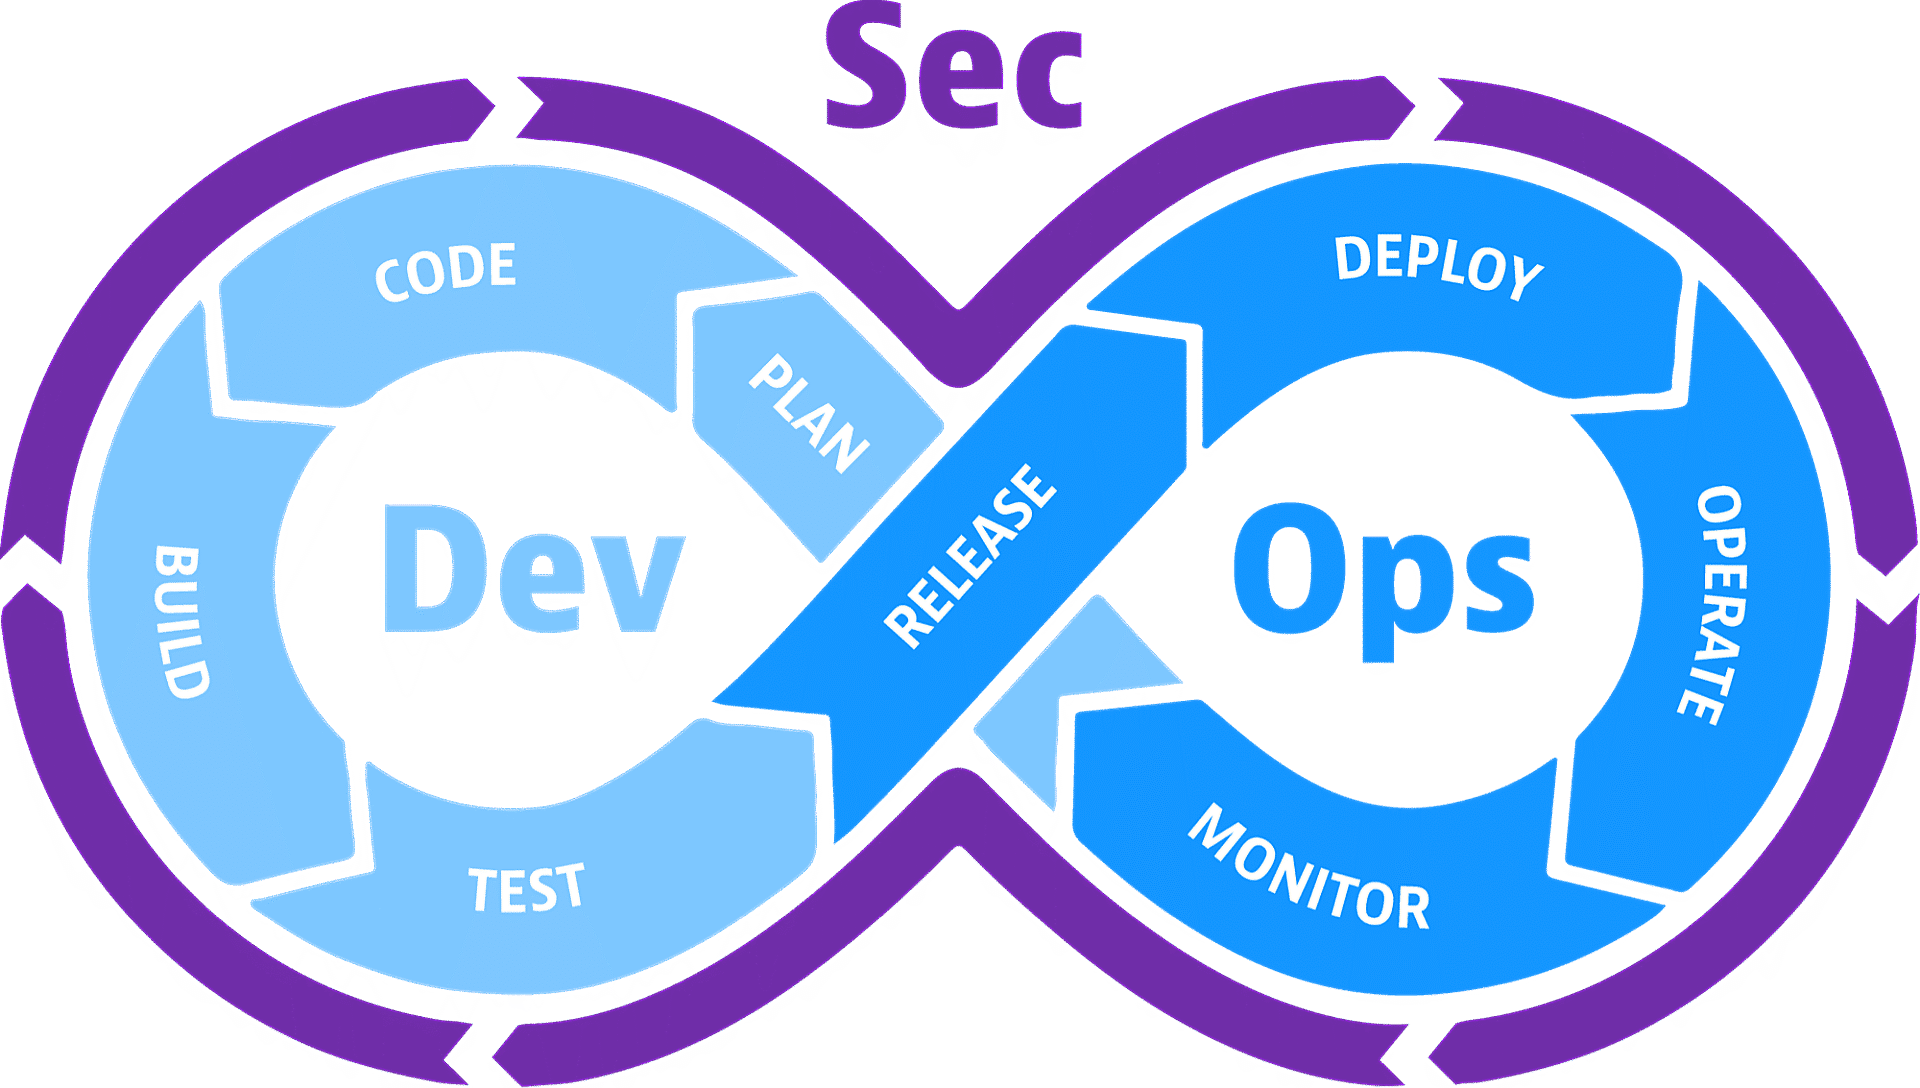 Sec
CODE
DEPLOY
PLAN
Dev
RELEASE
Ops
OPERATE
BUILD
TEST
MONITOR